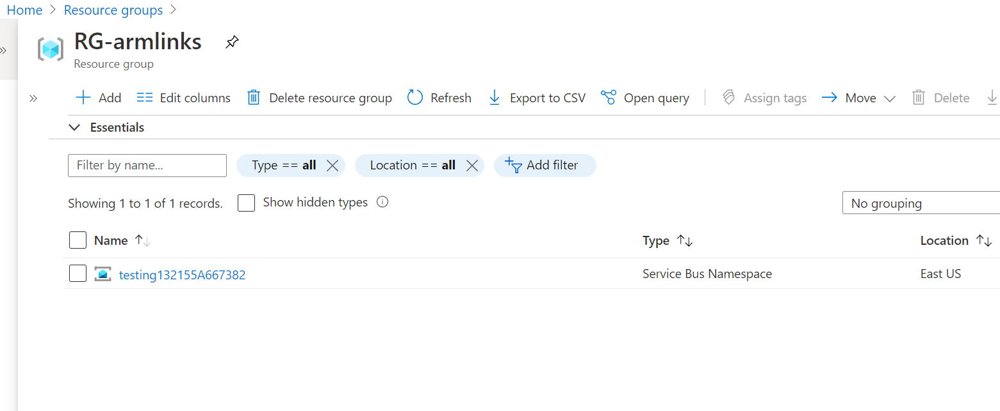 Home > Resource groups >
RG-armlinks
Resource group
Add Edit columns Delete resource group Refresh Export to CSV Open query Assign tags Move Delete
Essentials
Filter by name... Type == all Location == all Add filter
Showing 1 to 1 of 1 records. Show hidden types No grouping
Name Type Location
testing132155A667382 Service Bus Namespace East US